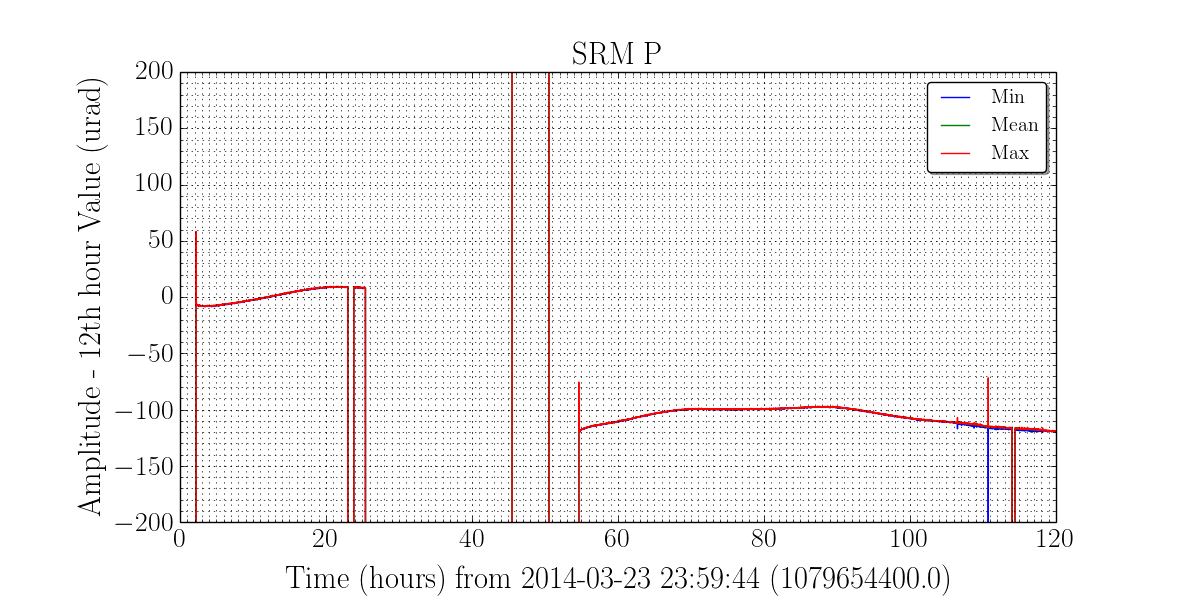 SRM P
200
150
100
50
0
−50
−100
−150
−200
Amplitude - 12th hour Value (urad)
Min
Mean
Max
0 20 40 60 80 100 120
Time (hours) from 2014-03-23 23:59:44 (1079654400.0)